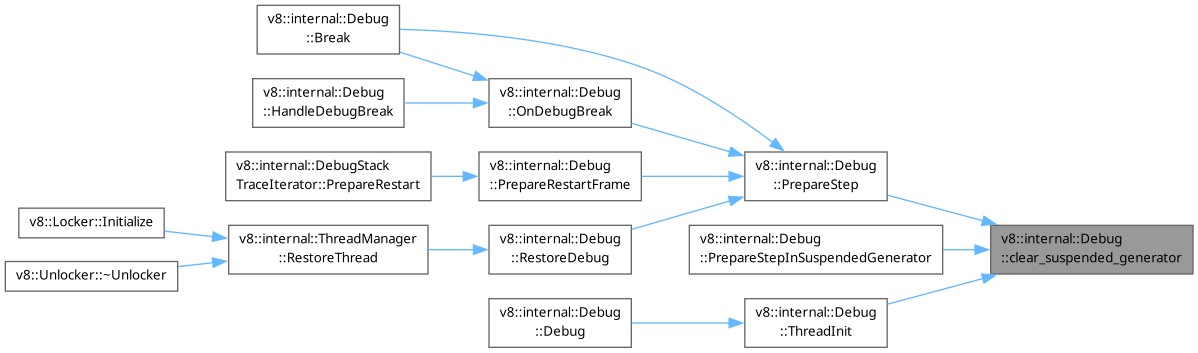 v8::internal::Debug
::Break
v8::internal::Debug
::HandleDebugBreak
v8::internal::Debug
::OnDebugBreak
v8::internal::DebugStack
TraceIterator::PrepareRestart
v8::internal::Debug
::PrepareRestartFrame
v8::internal::Debug
::PrepareStep
v8::Locker::Initialize
v8::Unlocker::~Unlocker
v8::internal::ThreadManager
::RestoreThread
v8::internal::Debug
::RestoreDebug
v8::internal::Debug
::PrepareStepInSuspendedGenerator
v8::internal::Debug
::clear_suspended_generator
v8::internal::Debug
::Debug
v8::internal::Debug
::ThreadInit